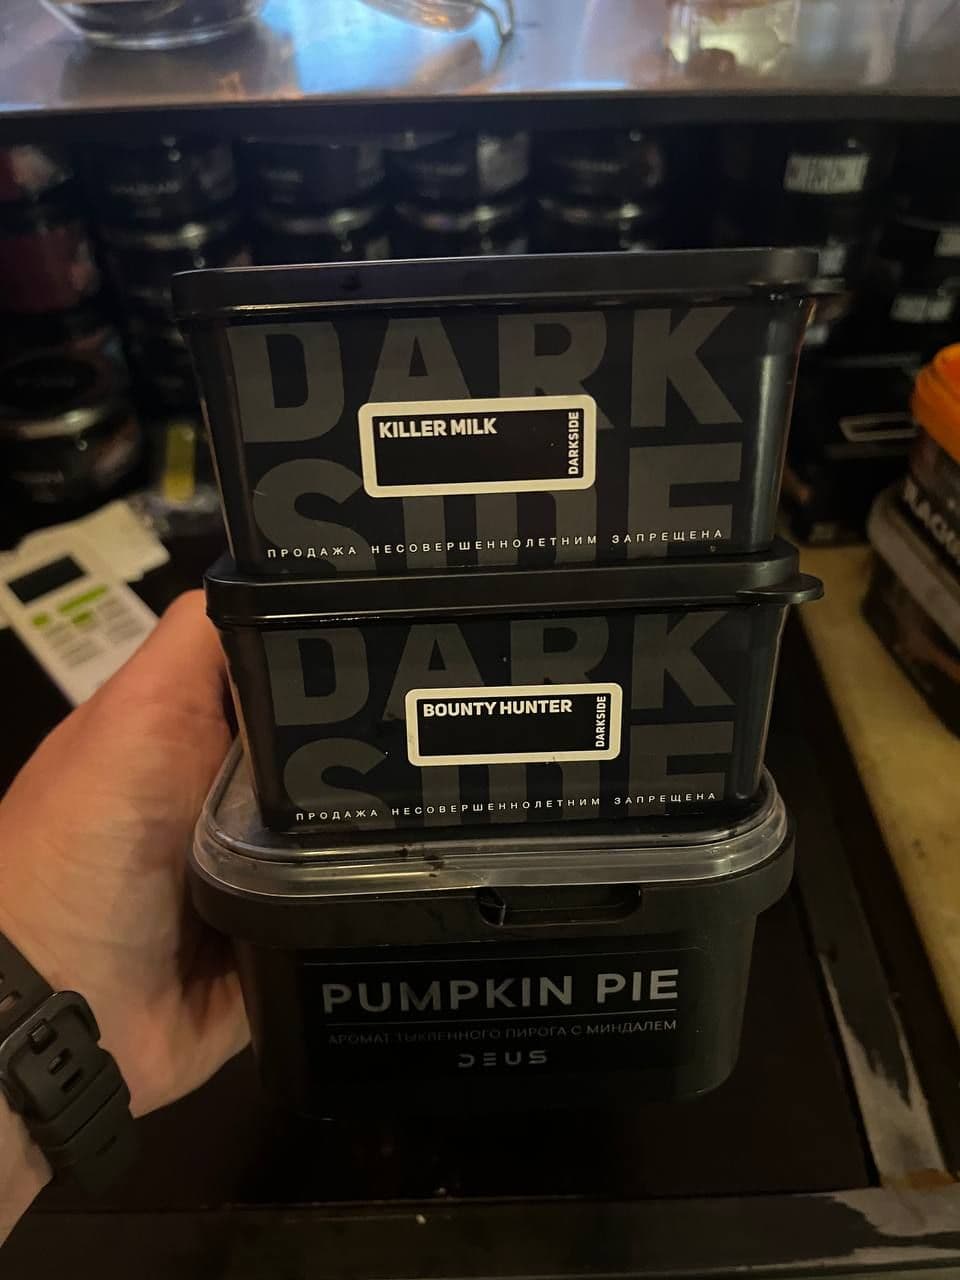 DARK
SIDE
KILLER MILK
DARKSIDE
ПРОДАЖА НЕСОВЕРШЕННОЛЕТНИМ ЗАПРЕЩЕНА
DARK
SIDE
BOUNTY HUNTER
DARKSIDE
ПРОДАЖА НЕСОВЕРШЕННОЛЕТНИМ ЗАПРЕЩЕНА
PUMPKIN PIE
АРОМАТ ТЫКВЕННОГО ПИРОГА С МИНДАЛЕМ
DEUS